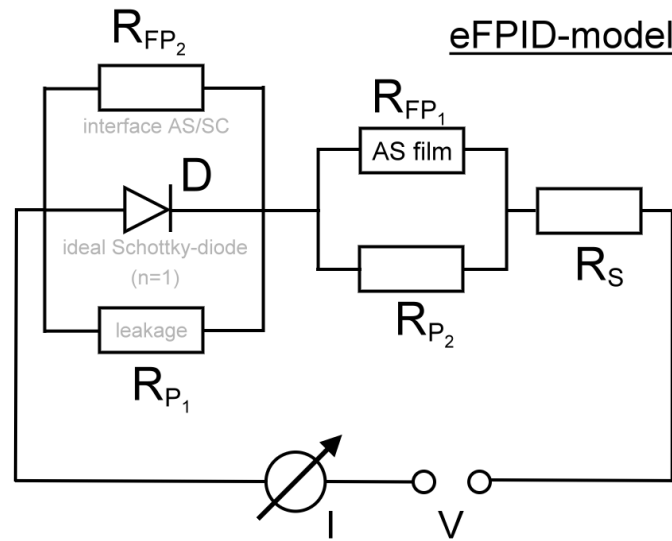 eFPID-model
R_FP₂
interface AS/SC
R_FP₁
AS film
D
ideal Schottky-diode
(n=1)
R_S
R_P₂
leakage
R_P₁
I
V